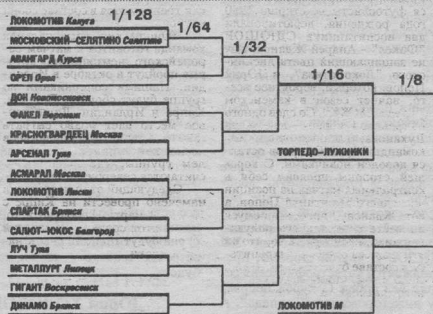 1/128
1/64
1/32
1/16
1/8
ЛОКОМОТИВ Калуга
МОСКОВСКИЙ–СЕЛЯТИНО Селятино
АВАНГАРД Курск
ОРЕЛ Орел
ДОН Новомосковск
ФАКЕЛ Воронеж
КРАСНОГВАРДЕЕЦ Москва
АРСЕНАЛ Тула
ТОРПЕДО–ЛУЖНИКИ
АСМАРАЛ Москва
ЛОКОМОТИВ Лиски
СПАРТАК Брянск
САЛЮТ–ЮКОС Белгород
ЛУЧ Тула
МЕТАЛЛУРГ Липецк
ГИГАНТ Воскресенск
ДИНАМО Брянск
ЛОКОМОТИВ М